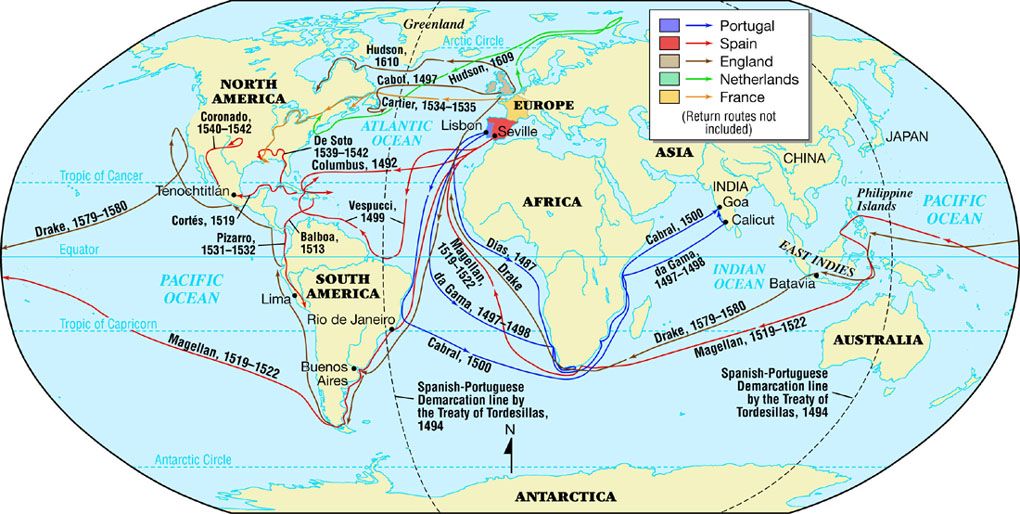 Greenland
Arctic Circle
Hudson,
1610
Cabot, 1497
Hudson, 1609
Cartier, 1534–1535
NORTH
AMERICA
EUROPE
Portugal
Spain
England
Netherlands
France
(Return routes not
included)
Coronado,
1540–1542
De Soto
1539–1542
ATLANTIC
OCEAN
Lisbon
Seville
Columbus, 1492
ASIA
JAPAN
CHINA
Tropic of Cancer
Tenochtitlán
INDIA
Goa
Calicut
Philippine
Islands
PACIFIC
OCEAN
Drake, 1579–1580
Cortés, 1519
Vespucci,
1499
AFRICA
Cabral, 1500
Pizarro,
1531–1532
Balboa,
1513
Equator
Magellan,
1519–1522
Dias, 1487
Drake
da Gama, 1497–1498
da Gama,
1497–1498
INDIAN
OCEAN
EAST INDIES
Batavia
PACIFIC
OCEAN
SOUTH
AMERICA
Lima
Rio de Janeiro
Tropic of Capricorn
Drake, 1579–1580
Magellan, 1519–1522
AUSTRALIA
Magellan, 1519–1522
Cabral, 1500
Buenos
Aires
Spanish-Portuguese
Demarcation line
by the Treaty of
Tordesillas,
1494
Spanish-Portuguese
Demarcation line
by the Treaty of
Tordesillas, 1494
N
Antarctic Circle
ANTARCTICA